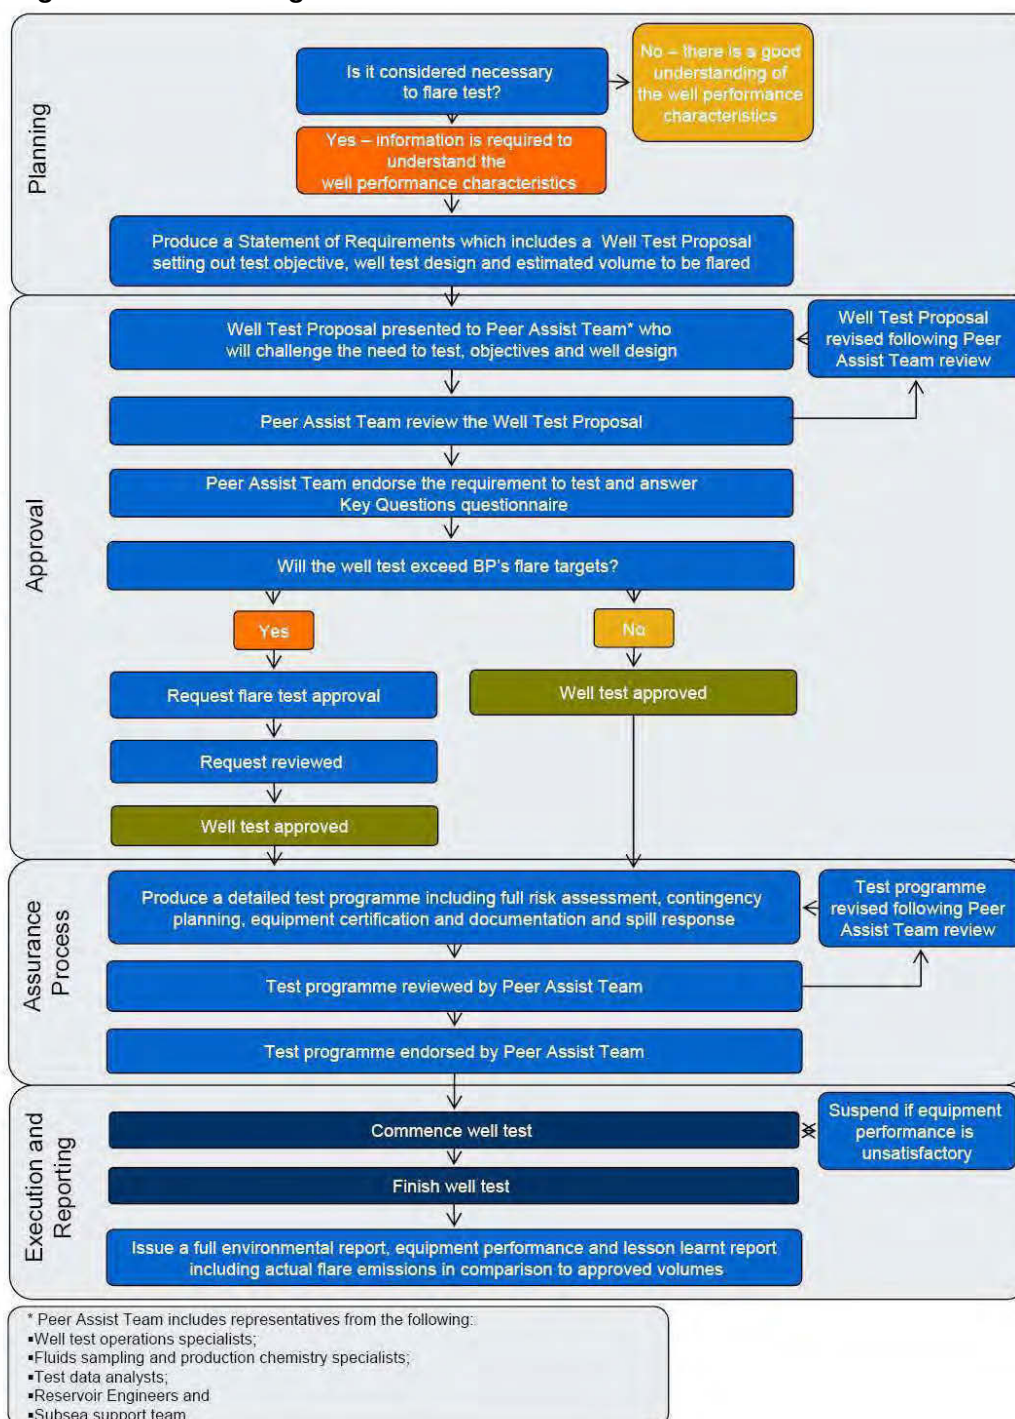 Planning
Is it considered necessary
to flare test?
No – there is a good
understanding of
the well performance
characteristics
Yes – information is required to
understand the
well performance characteristics
Produce a Statement of Requirements which includes a Well Test Proposal
setting out test objective, well test design and estimated volume to be flared
Approval
Well Test Proposal presented to Peer Assist Team* who
will challenge the need to test, objectives and well design
Well Test Proposal
revised following Peer
Assist Team review
Peer Assist Team review the Well Test Proposal
Peer Assist Team endorse the requirement to test and answer
Key Questions questionnaire
Will the well test exceed BP's flare targets?
Yes
No
Request flare test approval
Well test approved
Request reviewed
Well test approved
Assurance
Process
Produce a detailed test programme including full risk assessment, contingency
planning, equipment certification and documentation and spill response
Test programme
revised following Peer
Assist Team review
Test programme reviewed by Peer Assist Team
Test programme endorsed by Peer Assist Team
Execution and
Reporting
Commence well test
Suspend if equipment
performance is
unsatisfactory
Finish well test
Issue a full environmental report, equipment performance and lesson learnt report
including actual flare emissions in comparison to approved volumes
* Peer Assist Team includes representatives from the following:
▪Well test operations specialists;
▪Fluids sampling and production chemistry specialists;
▪Test data analysts;
▪Reservoir Engineers and
▪Subsea support team